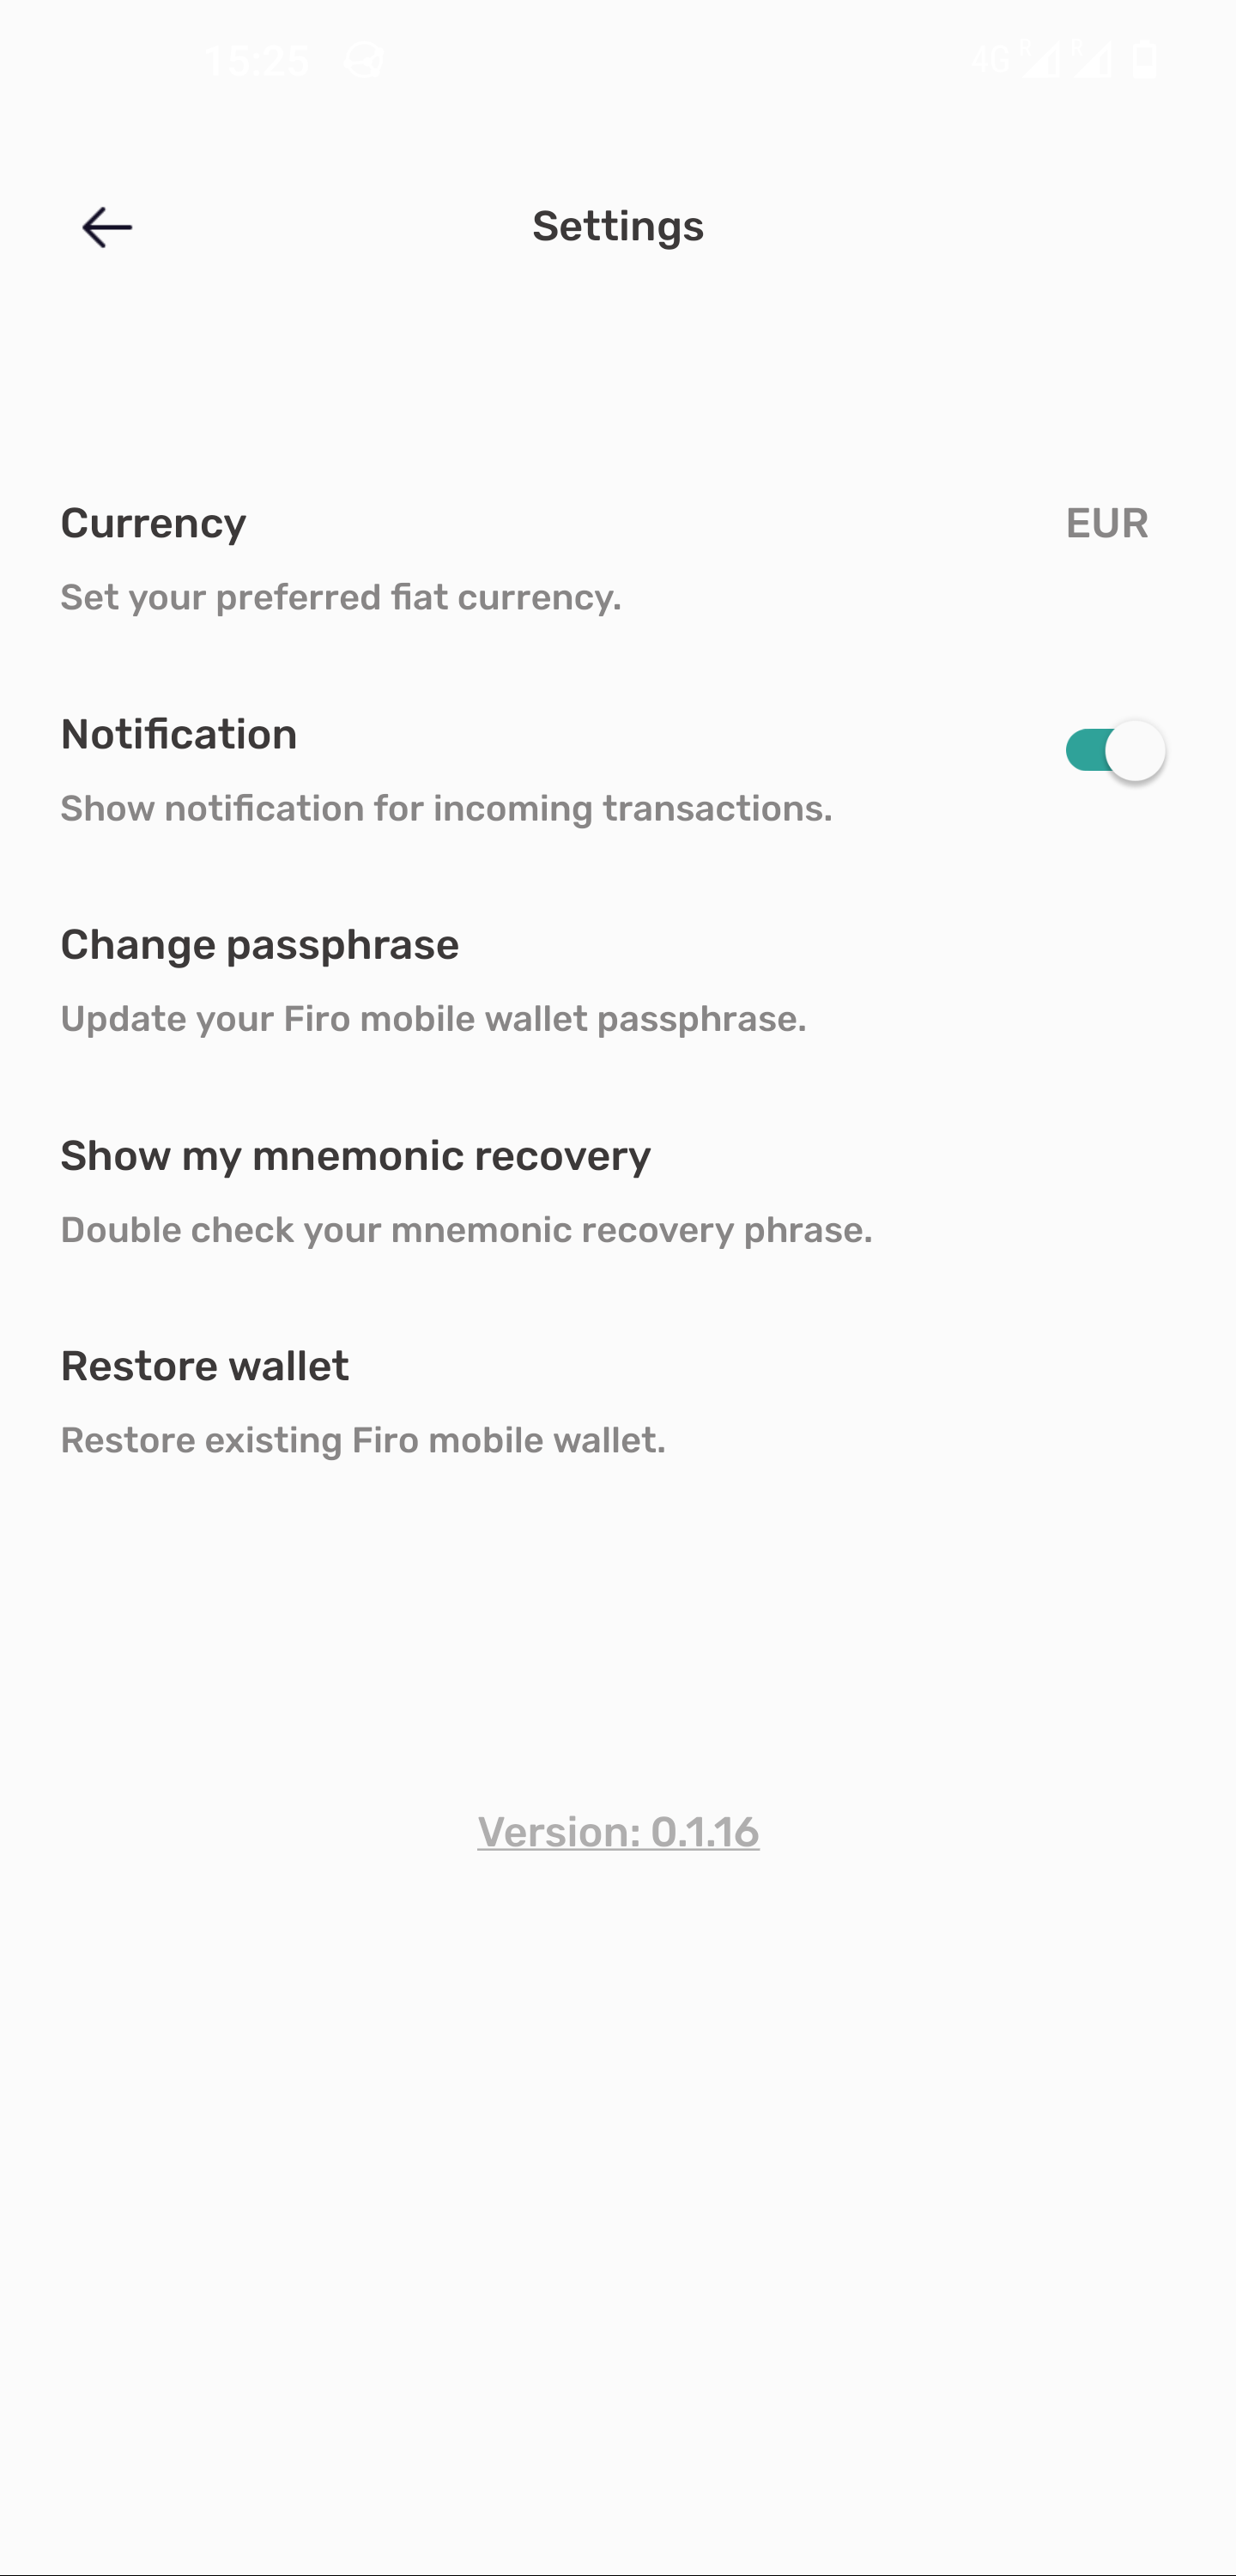 15:25 4G R R
Settings
Currency EUR
Set your preferred fiat currency.
Notification
Show notification for incoming transactions.
Change passphrase
Update your Firo mobile wallet passphrase.
Show my mnemonic recovery
Double check your mnemonic recovery phrase.
Restore wallet
Restore existing Firo mobile wallet.
Version: 0.1.16